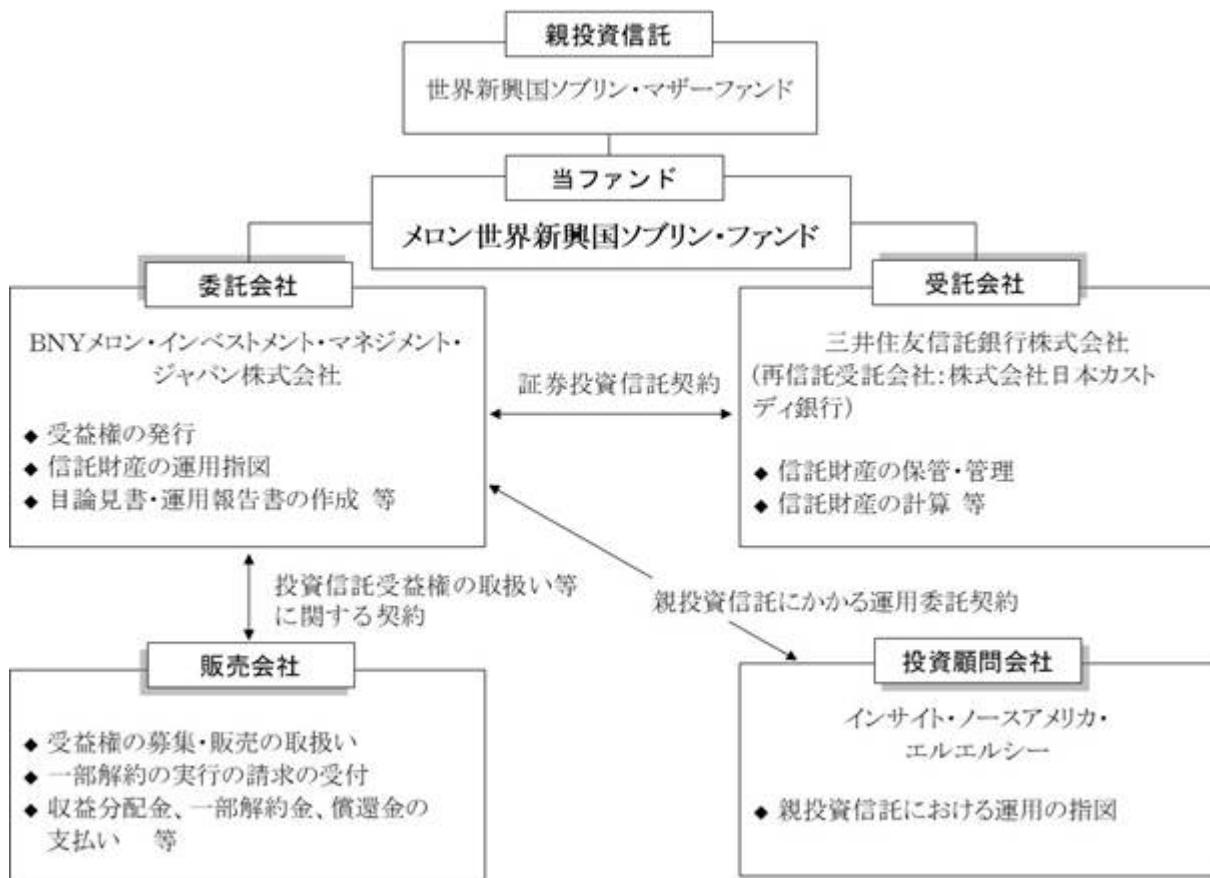 親投資信託
世界新興国ソブリン・マザーファンド
当ファンド
メロン世界新興国ソブリン・ファンド
委託会社
BNYメロン・インベストメント・マネジメント・
ジャパン株式会社
◆ 受益権の発行
◆ 信託財産の運用指図
◆ 目論見書・運用報告書の作成 等
証券投資信託契約
受託会社
三井住友信託銀行株式会社
(再信託受託会社:株式会社日本カスト
ディ銀行)
◆ 信託財産の保管・管理
◆ 信託財産の計算 等
投資信託受益権の取扱い等
に関する契約
親投資信託にかかる運用委託契約
販売会社
◆ 受益権の募集・販売の取扱い
◆ 一部解約の実行の請求の受付
◆ 収益分配金、一部解約金、償還金の
支払い 等
投資顧問会社
インサイト・ノースアメリカ・
エルエルシー
◆ 親投資信託における運用の指図